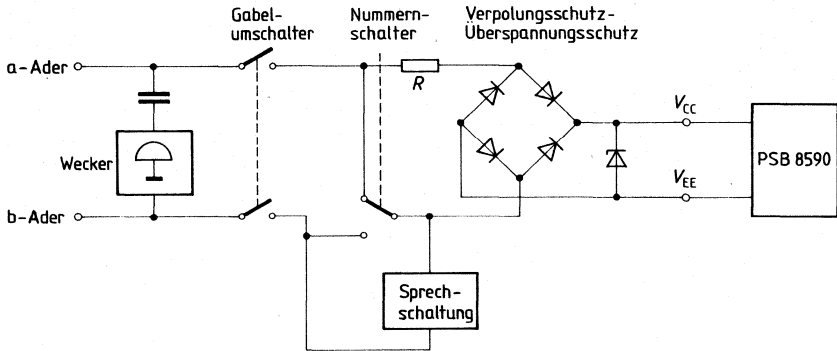 Gabel-
umschalter
Nummern-
schalter
Verpolungsschutz-
Überspannungsschutz
a-Ader
R
Wecker
V_CC
V_EE
PSB 8590
b-Ader
Sprech-
schaltung